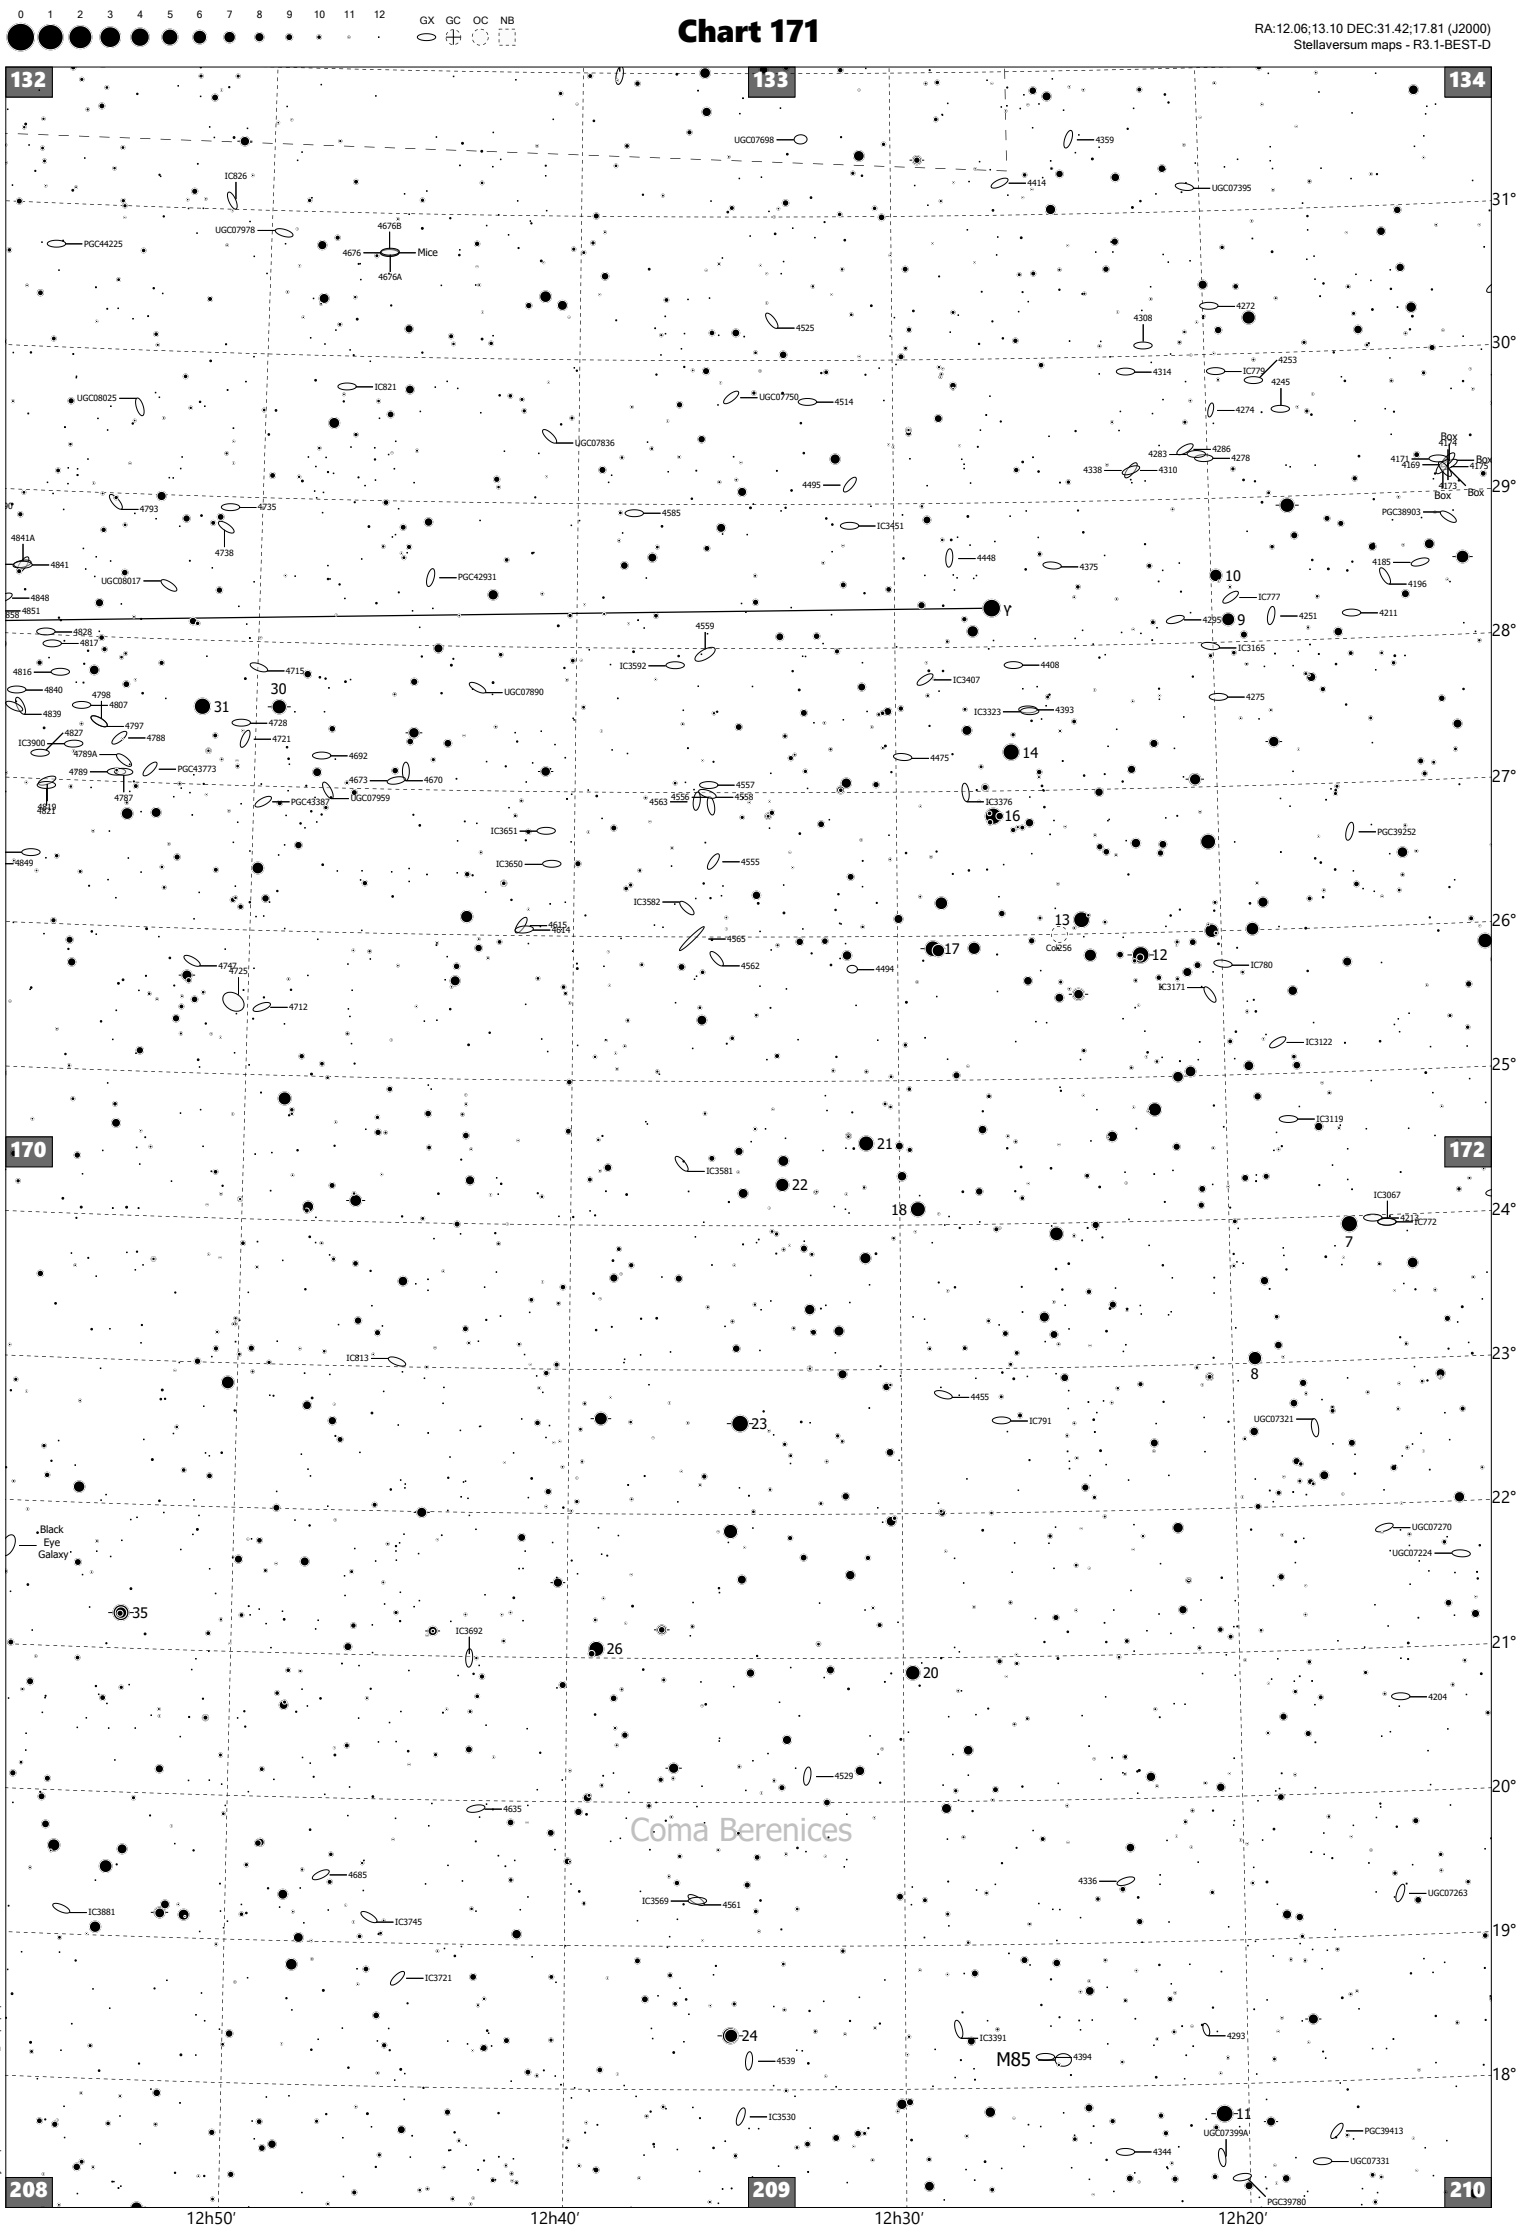 0 1 2 3 4 5 6 7 8 9 10 11 12 GX GC OC NB
Chart 171
RA:12.06;13.10 DEC:31.42;17.81 (J2000)
Stellaversum maps - R3.1-BEST-D
132 133 134
UGC07698 4359
IC826 4414 UGC07395
31°
UGC07978 4676B
PGC44225 4676 Mice
4676A
4272
4525 4308
30°
4253
IC821 4314 IC779
4245
UGC08025 UGC07750 4514
4274
UGC07836 Box
4174
4283 4286
4278 4171 Box
4338 4310 4169 4175
4495 4173
29° Box
Box
4793 4735 4585 PGC38903
IC3451
4841A
4738
4841 4448 4375 4185
UGC08017 PGC42931 10 4196
4848 IC777
4851 γ 4211
858 4295 9 4251
4559
4828 28°
4817 IC3165
4816 4715 IC3592 4408
4840 30 UGC07890 IC3407
4798 4275
4807 31
4839 IC3323 4393
4797 4728
4827 4788 4721
IC3900
4789A 4692 14
4475
4789 PGC43773 4673 4670 27°
4787 4557
4819 PGC43387 UGC07959 4563 4556 4558 IC3376
4821 16
IC3651 PGC39252
4849 IC3650 4555
IC3582 26°
4615 13
4614 4565 Col256
17 12
4747 4562 4494 IC780
4725
IC3171
4712
IC3122
25°
IC3119
170 21 172
IC3581
22
IC3067
18 24°
4213
IC772
7
IC813 23°
8
4455
23 IC791 UGC07321
22°
Black
Eye
Galaxy
UGC07270
UGC07224
35
IC3692 21°
26
20
4204
4529 20°
4635
Coma Berenices
4685 4336
IC3569 4561 UGC07263
IC3881 IC3745
19°
IC3721
24 IC3391 4293
M85 4394
4539
18°
11
IC3530 UGC07399A PGC39413
4344 UGC07331
PGC39780
208 209 210
12h50' 12h40' 12h30' 12h20'